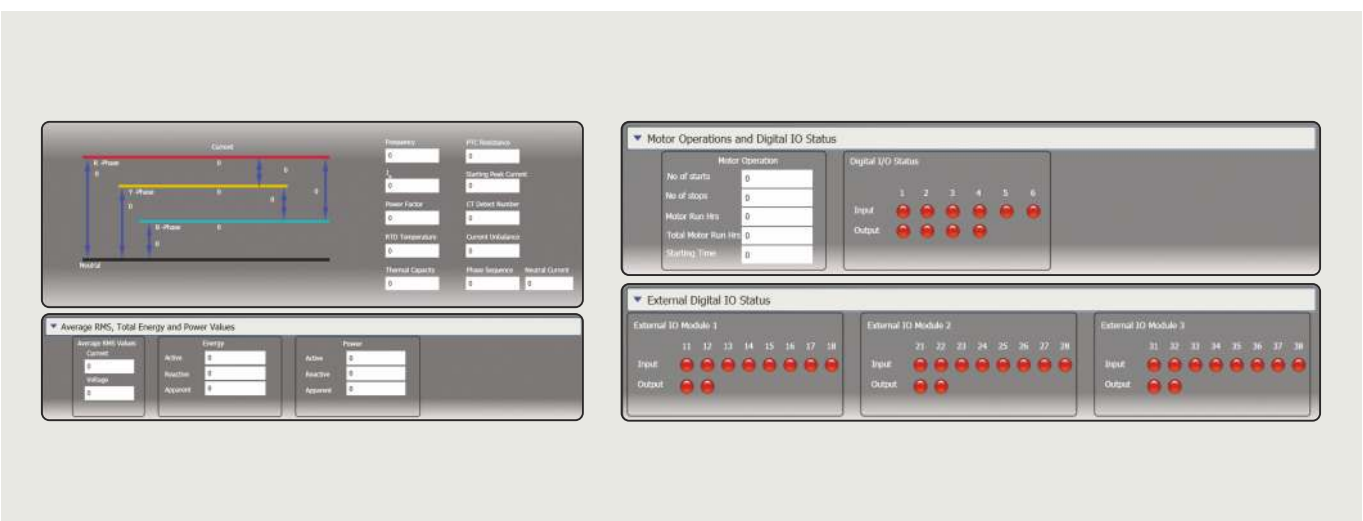 Current
R -Phase 0
0
0
Y -Phase 0
0
0
0
B -Phase 0
0
Neutral
Frequency PTC Resistance
0 0
Starting Peak Current
0 0
Power Factor CT Detect Number
0 0
RTD Temperature Current Unbalance
0 0
Thermal Capacity Phase Sequence Neutral Current
0 0 0
Average RMS, Total Energy and Power Values
Average RMS Values Energy Power
Current
0
Voltage
0
Active 0
Reactive 0
Apparent 0
Active 0
Reactive 0
Apparent 0
Motor Operations and Digital IO Status
Motor Operation
No of starts 0
No of stops 0
Motor Run Hrs 0
Total Motor Run Hrs 0
Starting Time 0
Digital I/O Status
1 2 3 4 5 6
Input
Output
External Digital IO Status
External IO Module 1
11 12 13 14 15 16 17 18
Input
Output
External IO Module 2
21 22 23 24 25 26 27 28
Input
Output
External IO Module 3
31 32 33 34 35 36 37 38
Input
Output